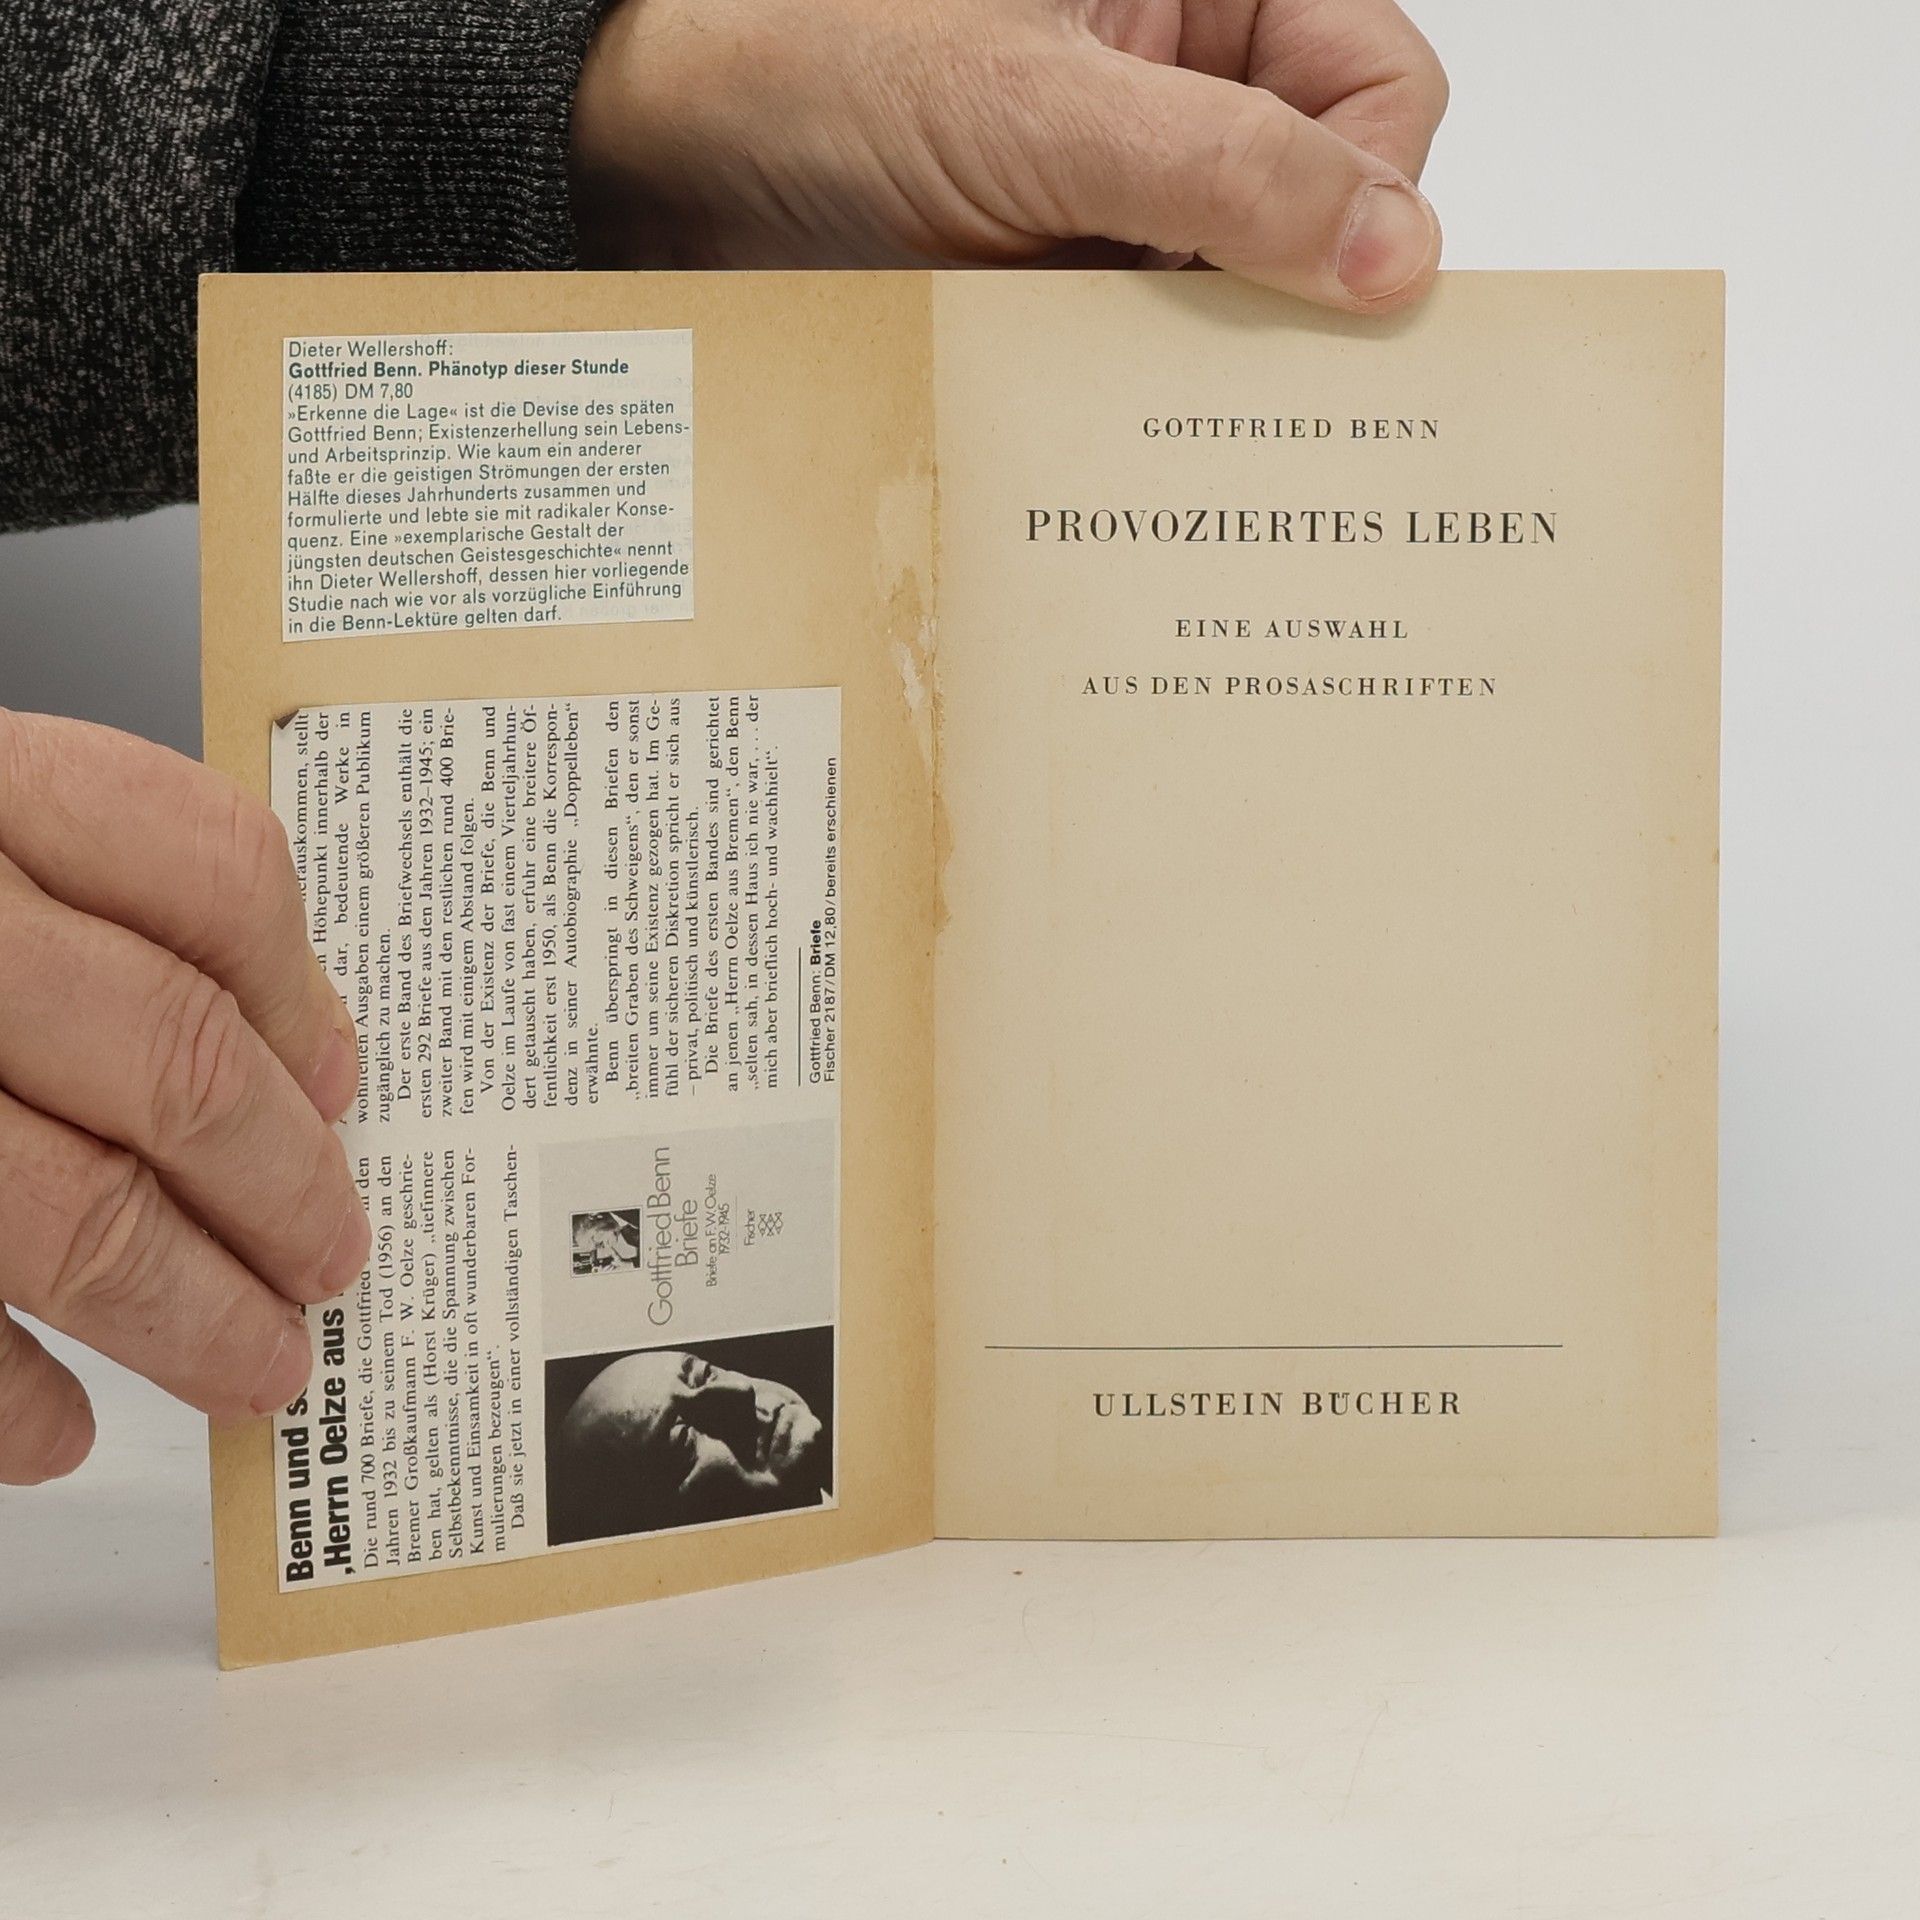 Dieter Wellershoff:
Gottfried Benn. Phänotyp dieser Stunde
(4185) DM 7,80
»Erkenne die Lage« ist die Devise des späten
Gottfried Benn; Existenzerhellung sein Lebens-
und Arbeitsprinzip. Wie kaum ein anderer
faßte er die geistigen Strömungen der ersten
Hälfte dieses Jahrhunderts zusammen und
formulierte und lebte sie mit radikaler Konse-
quenz. Eine »exemplarische Gestalt der
jüngsten deutschen Geistesgeschichte« nennt
ihn Dieter Wellershoff, dessen hier vorliegende
Studie nach wie vor als vorzügliche Einführung
in die Benn-Lektüre gelten darf.
Benn und
‚Herrn Oelze aus
Die rund 700 Briefe, die Gottfried in den
Jahren 1932 bis zu seinem Tod (1956) an den
Bremer Großkaufmann F. W. Oelze geschrie-
ben hat, gelten als (Horst Krüger) „tiefinnere
Selbstbekenntnisse, die die Spannung zwischen
Kunst und Einsamkeit in oft wunderbaren For-
mulierungen bezeugen“.
Daß sie jetzt in einer vollständigen Taschen-
herauskommen, stellt
Höhepunkt innerhalb der
dar, bedeutende Werke in
Ausgaben einem größeren Publikum
zugänglich zu machen.
Der erste Band des Briefwechsels enthält die
ersten 292 Briefe aus den Jahren 1932–1945; ein
zweiter Band mit den restlichen rund 400 Brie-
fen wird mit einigem Abstand folgen.
Von der Existenz der Briefe, die Benn und
Oelze im Laufe von fast einem Vierteljahrhun-
dert getauscht haben, erfuhr eine breitere Öf-
fentlichkeit erst 1950, als Benn die Korrespon-
denz in seiner Autobiographie „Doppelleben“
erwähnte.
Benn überspringt in diesen Briefen den
„breiten Graben des Schweigens“, den er sonst
immer um seine Existenz gezogen hat. Im Ge-
fühl der sicheren Diskretion spricht er sich aus
– privat, politisch und künstlerisch.
Die Briefe des ersten Bandes sind gerichtet
an jenen „Herrn Oelze aus Bremen“, den Benn
„selten sah, in dessen Haus ich nie war, . . . der
mich aber brieflich hoch- und wachhielt“.
Gottfried Benn: Briefe
Fischer 2187/DM 12,80/bereits erschienen
Gottfried Benn
Briefe
Briefe an F. W. Oelze
1932-1945
Fischer
GOTTFRIED BENN
PROVOZIERTES LEBEN
EINE AUSWAHL
AUS DEN PROSASCHRIFTEN
ULLSTEIN BÜCHER